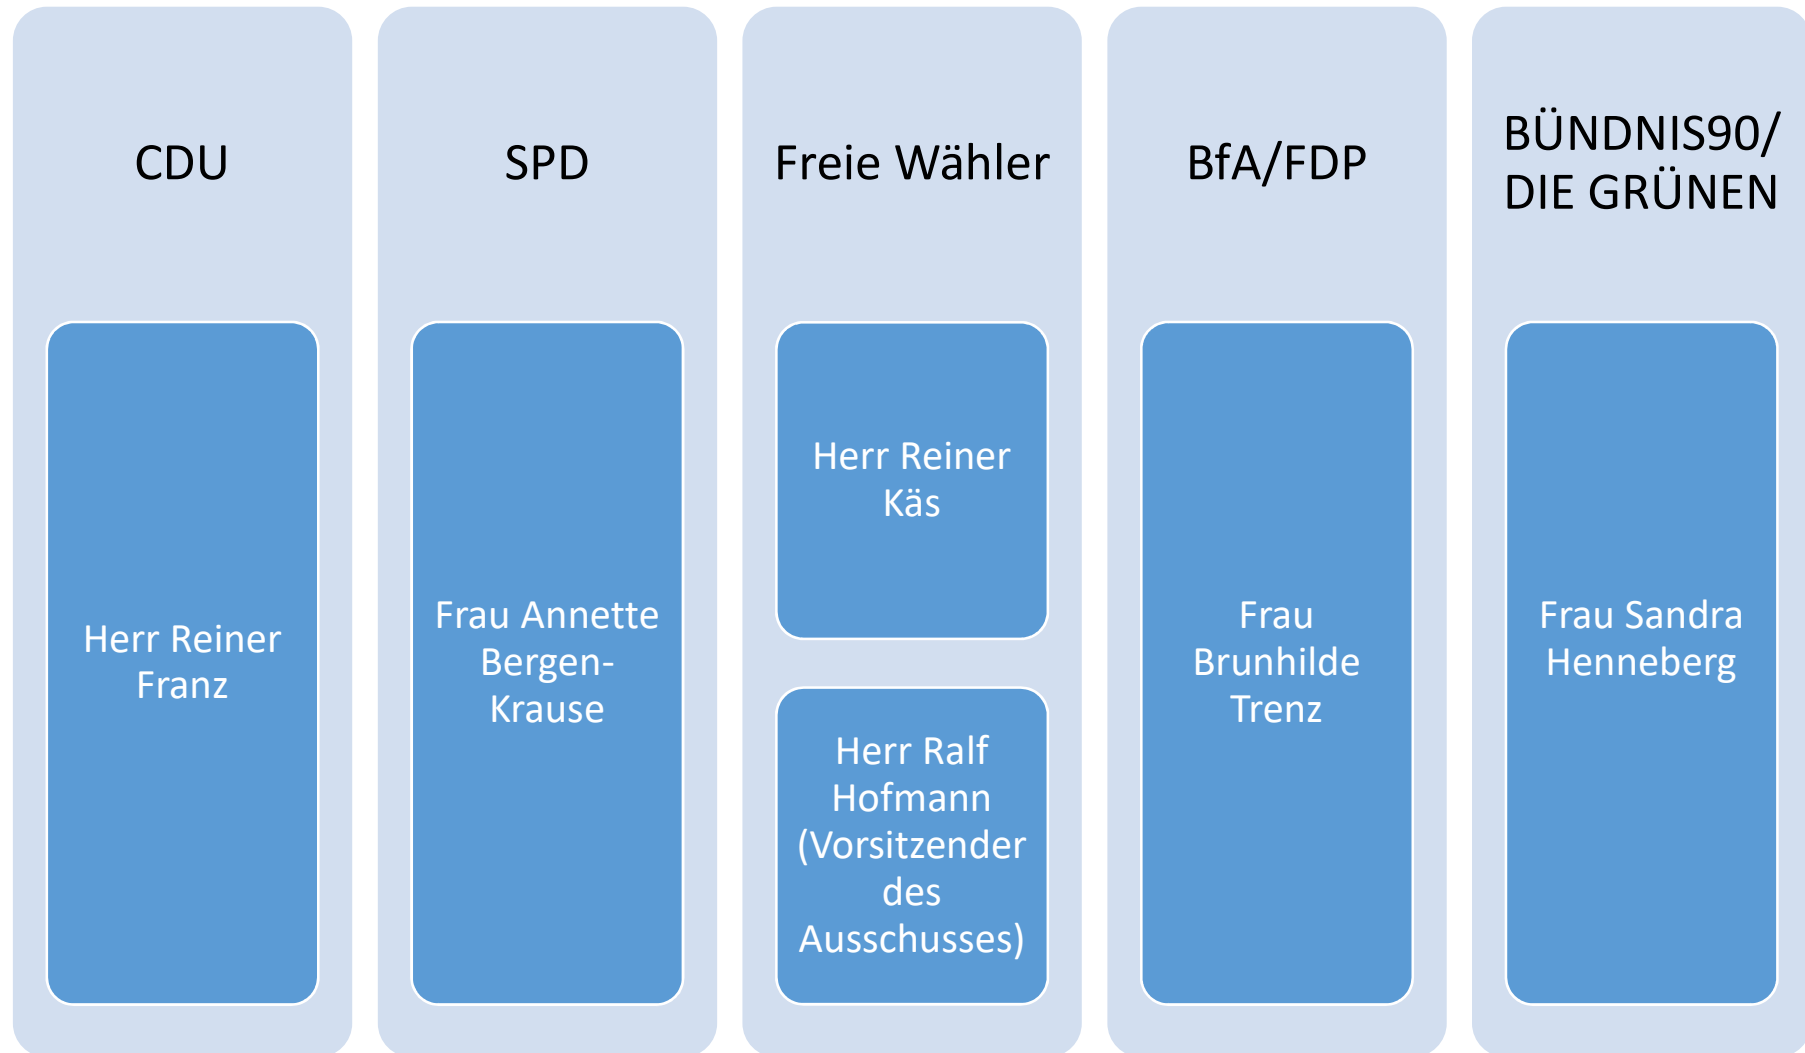 CDU
Herr Reiner
Franz
SPD
Frau Annette
Bergen-
Krause
Freie Wähler
Herr Reiner
Käs
Herr Ralf
Hofmann
(Vorsitzender
des
Ausschusses)
BfA/FDP
Frau
Brunhilde
Trenz
BÜNDNIS90/
DIE GRÜNEN
Frau Sandra
Henneberg